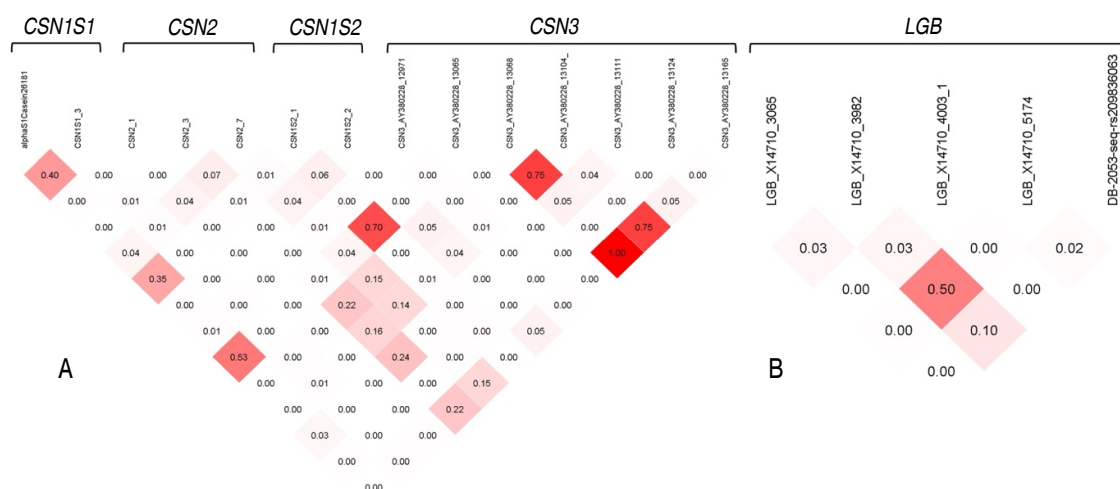 CSN1S1 CSN2 CSN1S2 CSN3
alphaS1Casein26181
CSN1S1_3
CSN2_1
CSN2_3
CSN2_7
CSN1S2_1
CSN1S2_2
CSN3_AY380228_12971
CSN3_AY380228_13065
CSN3_AY380228_13068
CSN3_AY380228_13104_
CSN3_AY380228_13111
CSN3_AY380228_13124
CSN3_AY380228_13165
0.40 0.00 0.00 0.07 0.01 0.06 0.00 0.00 0.00 0.75 0.04 0.00 0.00
0.00 0.01 0.04 0.01 0.04 0.00 0.00 0.00 0.00 0.05 0.00 0.05
0.00 0.01 0.00 0.00 0.01 0.70 0.05 0.01 0.00 0.00 0.75
0.04 0.00 0.00 0.00 0.04 0.00 0.04 0.00 0.00 1.00
0.35 0.00 0.00 0.01 0.15 0.01 0.00 0.00 0.00
0.00 0.00 0.00 0.22 0.14 0.00 0.00 0.00
0.01 0.00 0.00 0.16 0.00 0.00 0.05
0.53 0.00 0.00 0.24 0.00 0.00
A
0.00 0.01 0.00 0.00 0.15
0.00 0.00 0.00 0.22
0.03 0.00 0.00
0.00 0.00
0.00
LGB
LGB_X14710_3065
LGB_X14710_3982
LGB_X14710_4003_1
LGB_X14710_5174
DB-2053-seq-rs209836063
0.03 0.03 0.00 0.02
0.00 0.50 0.00
0.00 0.10
B
0.00